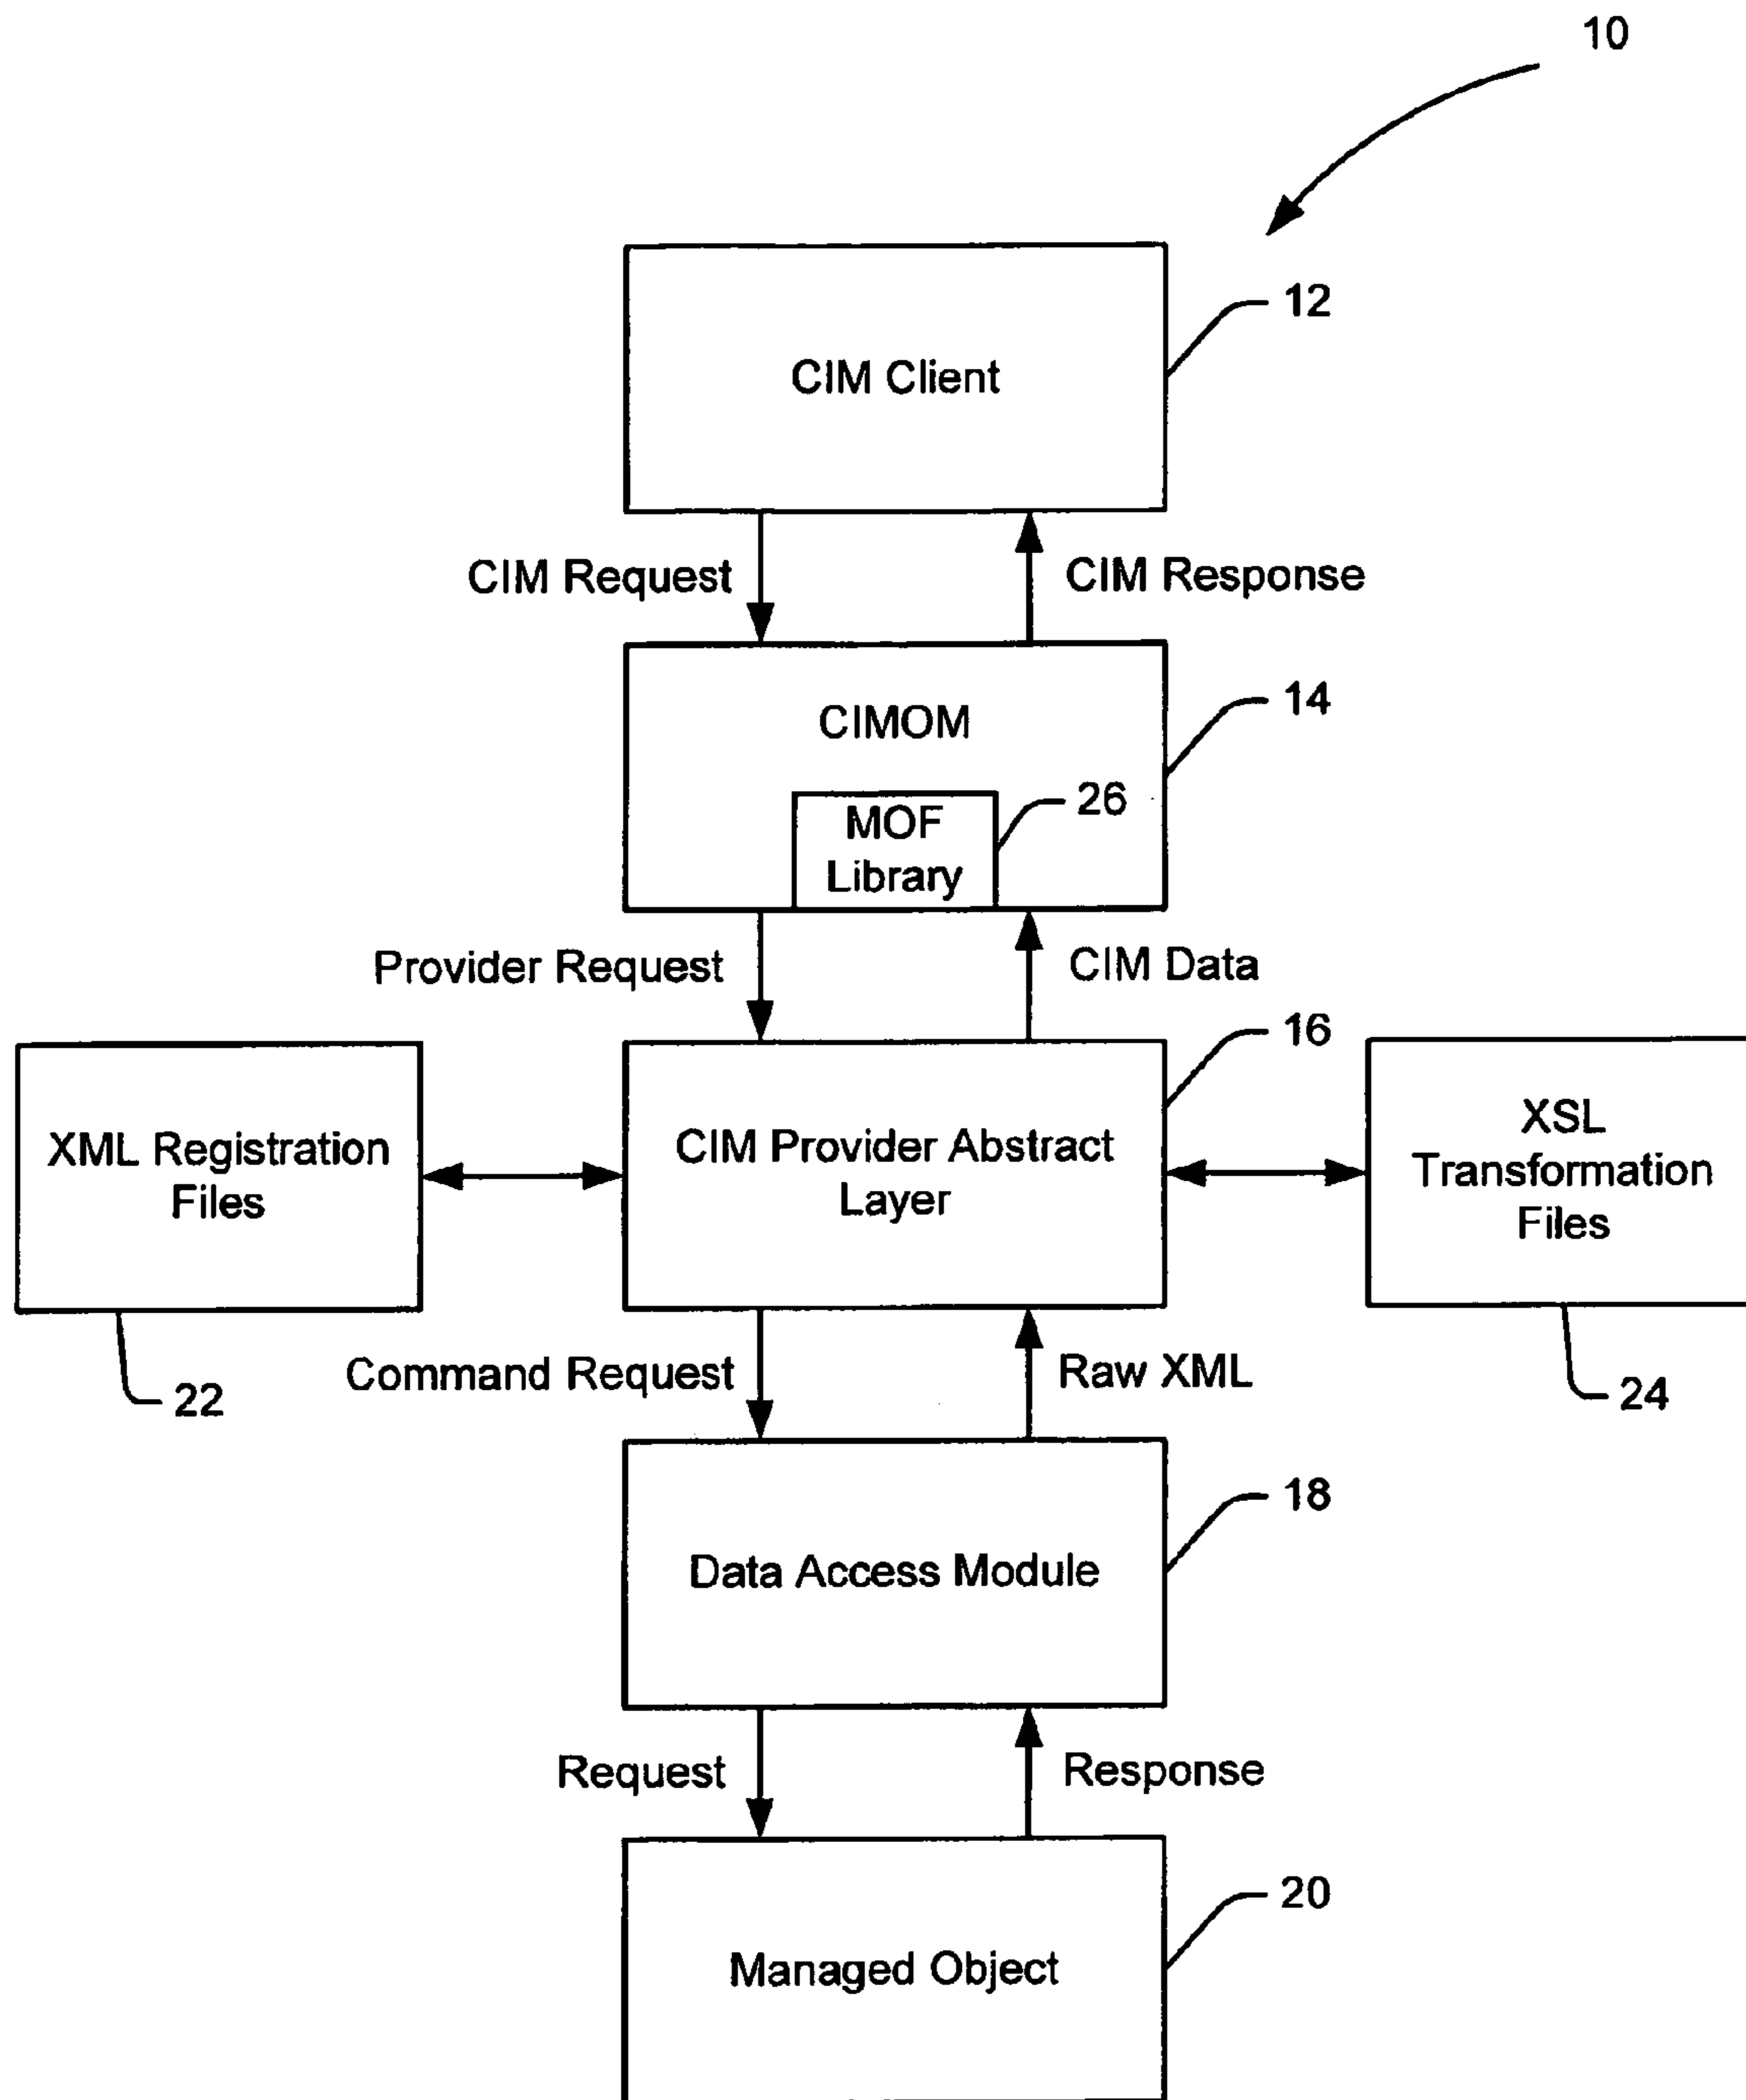 10
12
CIM Client
CIM Request
CIM Response
CIMOM
14
26
MOF
Library
Provider Request
CIM Data
16
XML Registration
Files
CIM Provider Abstract
Layer
XSL
Transformation
Files
22
Command Request
Raw XML
24
18
Data Access Module
Request
Response
20
Managed Object